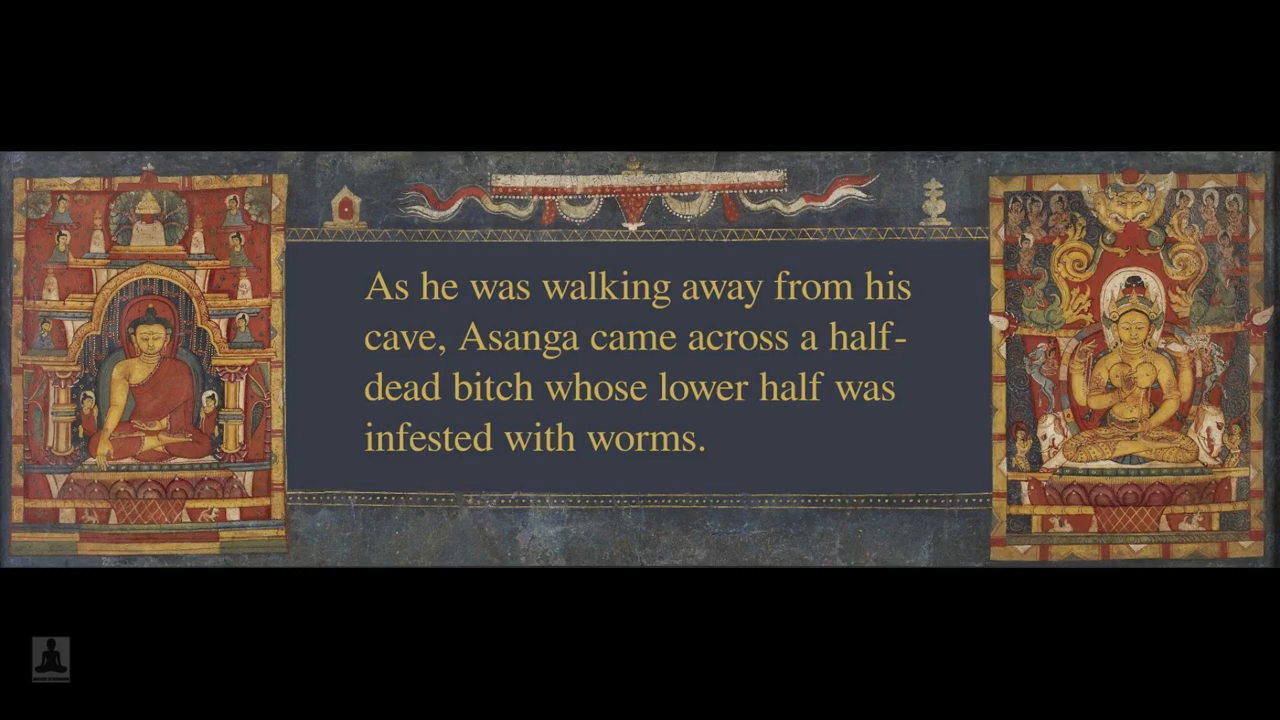 As he was walking away from his
cave, Asanga came across a half-
dead bitch whose lower half was
infested with worms.